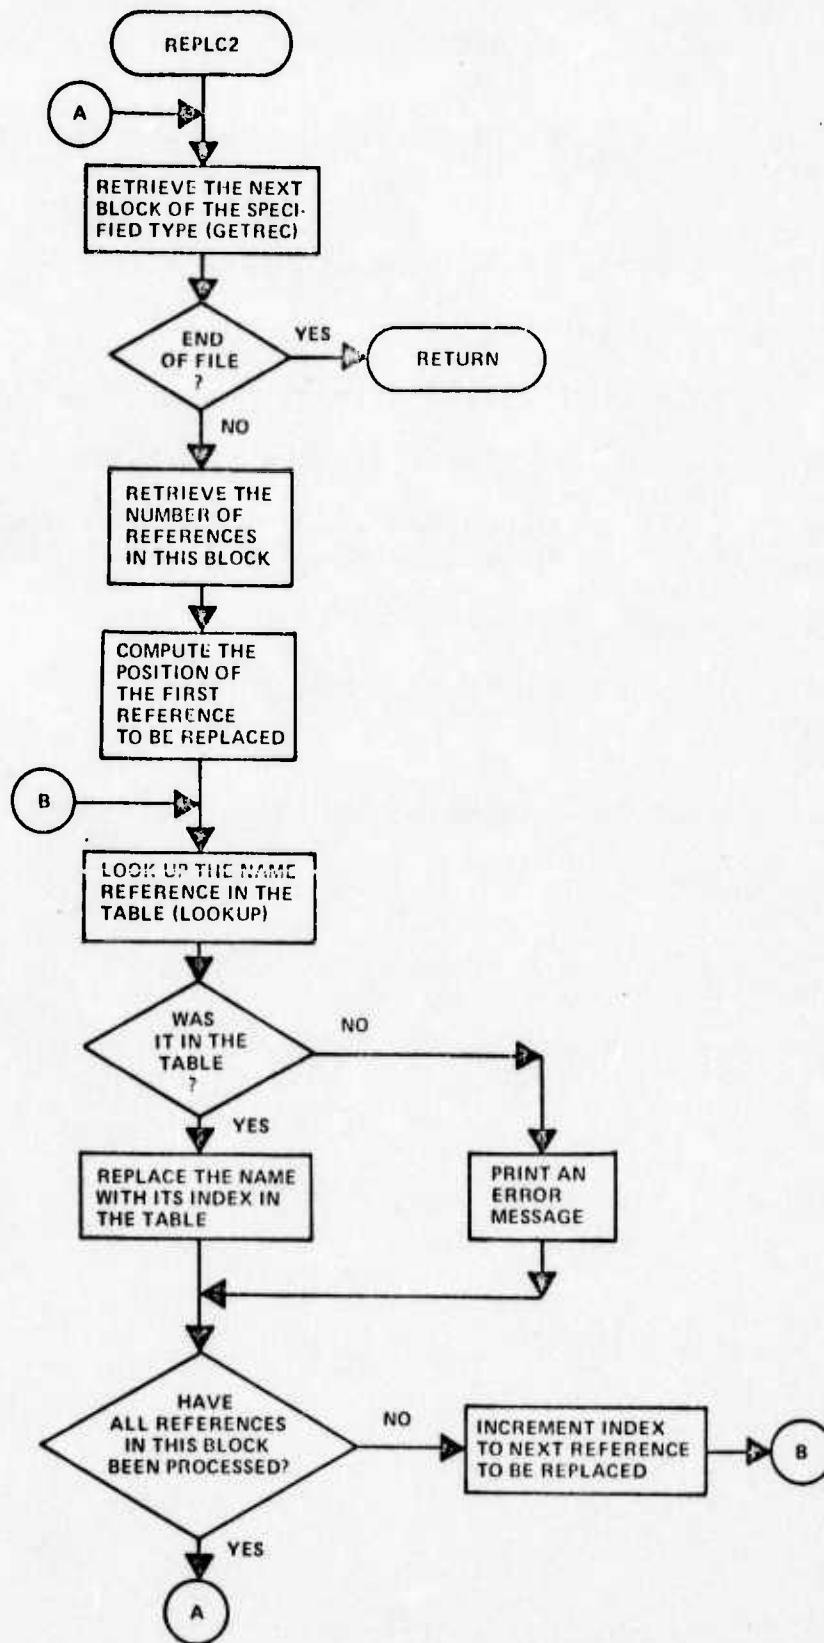 REPLC2
A
RETRIEVE THE NEXT
BLOCK OF THE SPECI-
FIED TYPE (GETREC)
END
OF FILE
?
YES
RETURN
NO
RETRIEVE THE
NUMBER OF
REFERENCES
IN THIS BLOCK
COMPUTE THE
POSITION OF
THE FIRST
REFERENCE
TO BE REPLACED
B
LOOK UP THE NAME
REFERENCE IN THE
TABLE (LOOKUP)
WAS
IT IN THE
TABLE
?
NO
YES
REPLACE THE NAME
WITH ITS INDEX IN
THE TABLE
PRINT AN
ERROR
MESSAGE
HAVE
ALL REFERENCES
IN THIS BLOCK
BEEN PROCESSED?
NO
INCREMENT INDEX
TO NEXT REFERENCE
TO BE REPLACED
B
YES
A